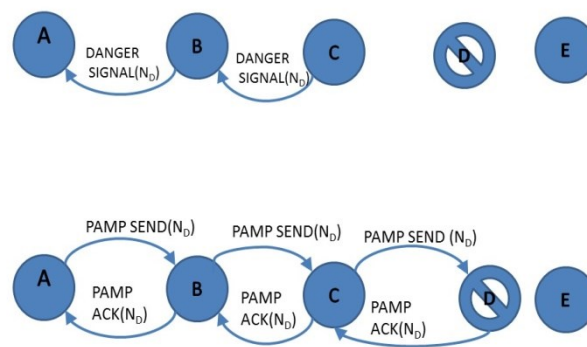 A
B
C
D
E
DANGER
SIGNAL(N_D)
DANGER
SIGNAL(N_D)
PAMP SEND(N_D)
PAMP SEND(N_D)
PAMP SEND (N_D)
A
B
C
D
E
PAMP
ACK(N_D)
PAMP
ACK(N_D)
PAMP
ACK(N_D)